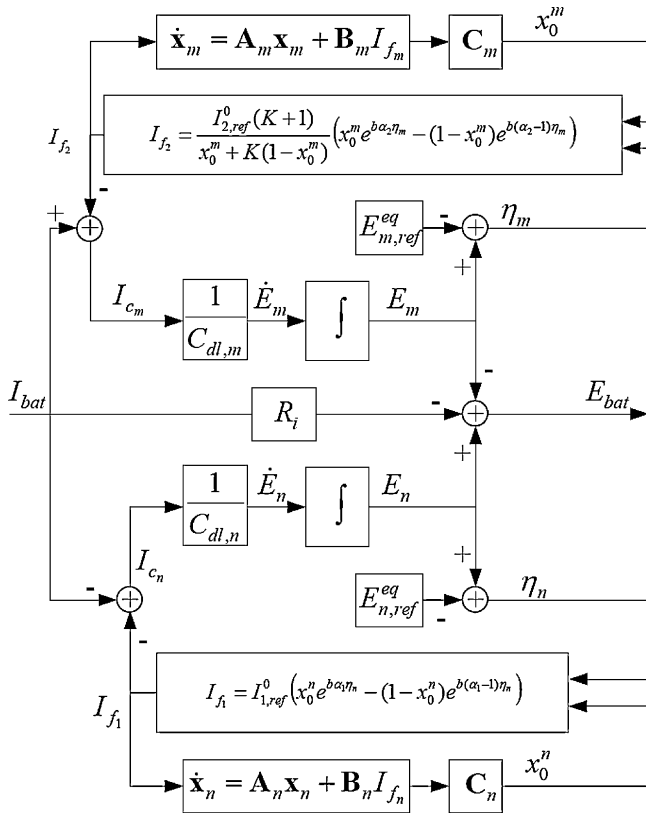 ẋ_m = A_m x_m + B_m I_{f_m}
C_m
x_0^m
I_{f_2}
I_{f_2} = \frac{I_{2,ref}^0 (K+1)}{x_0^m + K(1-x_0^m)} (x_0^m e^{bα_2η_m} − (1−x_0^m) e^{b(α_2−1)η_m})
-
+
+
E_{m,ref}^{eq}
-
+
η_m
+
I_{c_m}
\frac{1}{C_{dl,m}}
Ė_m
∫
E_m
-
I_{bat}
R_i
-
+
E_{bat}
+
\frac{1}{C_{dl,n}}
Ė_n
∫
E_n
I_{c_n}
+
-
+
E_{n,ref}^{eq}
-
+
η_n
-
I_{f_1}
I_{f_1} = I_{1,ref}^0 (x_0^n e^{bα_1η_n} − (1−x_0^n) e^{b(α_1−1)η_n})
ẋ_n = A_n x_n + B_n I_{f_n}
C_n
x_0^n